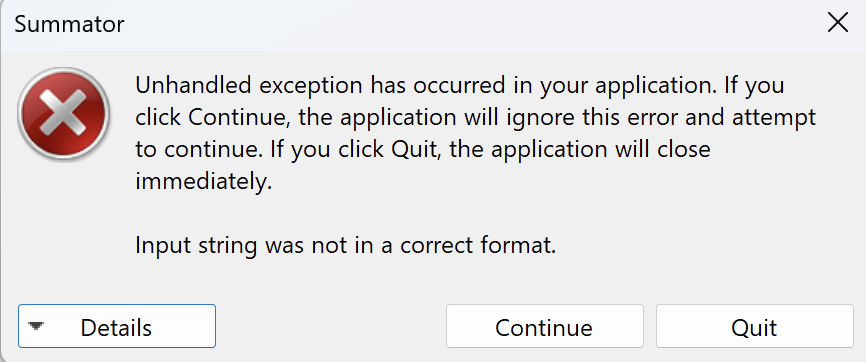 Summator
Unhandled exception has occurred in your application. If you
click Continue, the application will ignore this error and attempt
to continue. If you click Quit, the application will close
immediately.
Input string was not in a correct format.
Details
Continue
Quit